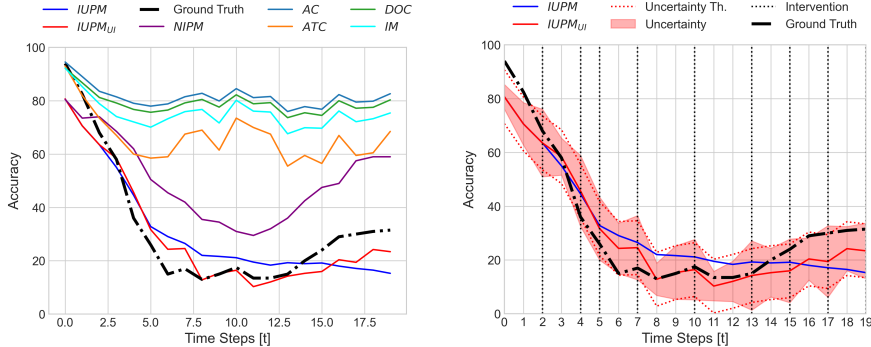 IUPM Ground Truth AC DOC
IUPM_UI NIPM ATC IM
Accuracy
100
80
60
40
20
0
0.0 2.5 5.0 7.5 10.0 12.5 15.0 17.5
Time Steps [t]
IUPM Uncertainty Th. Intervention
IUPM_UI Uncertainty Ground Truth
Accuracy
100
80
60
40
20
0
0 1 2 3 4 5 6 7 8 9 10 11 12 13 14 15 16 17 18 19
Time Steps [t]